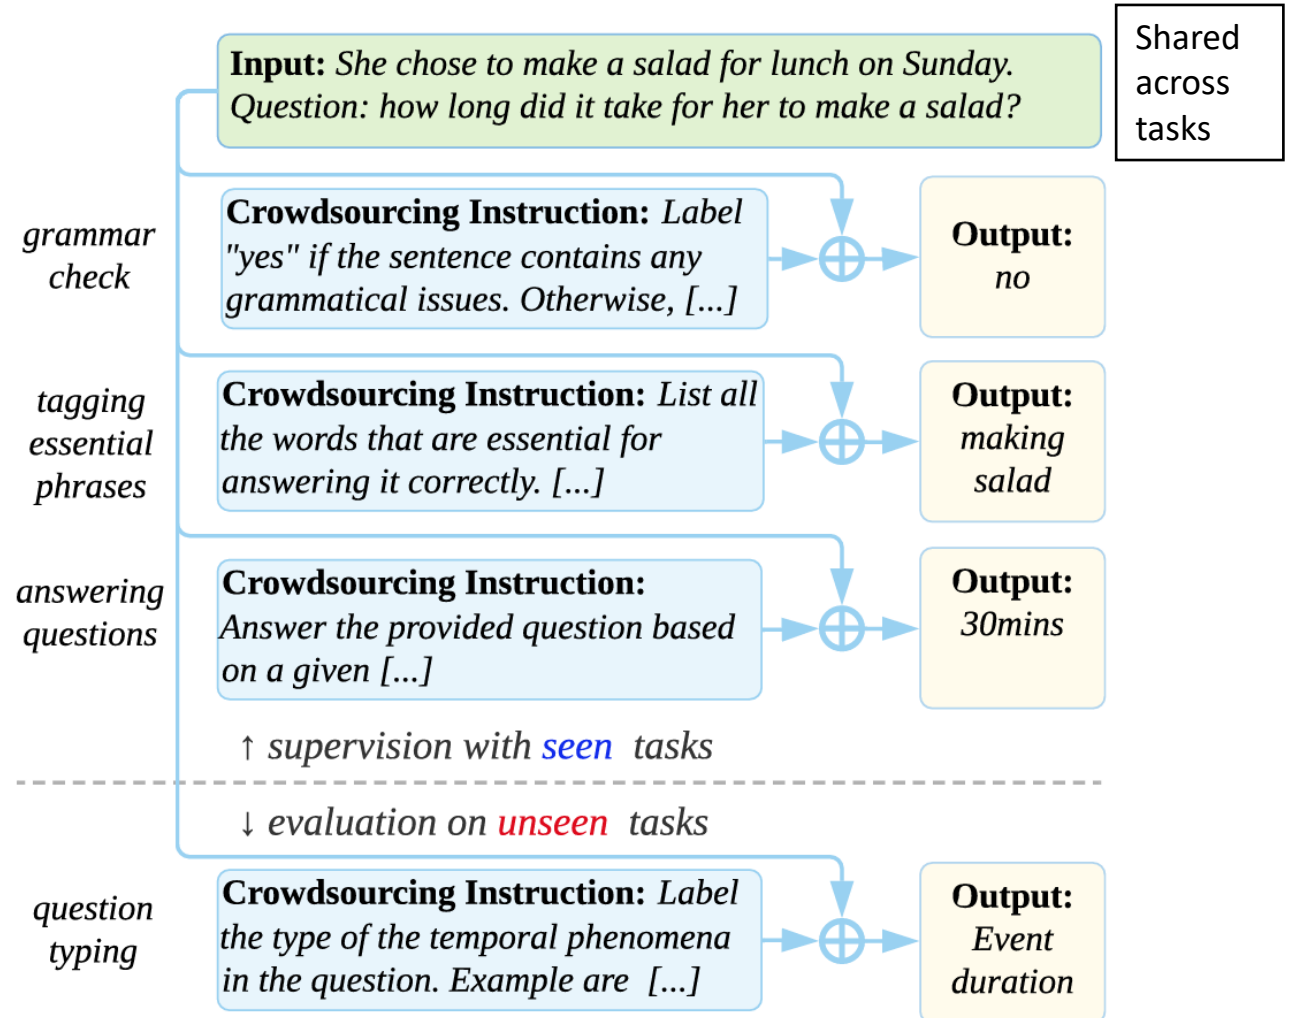 Input: She chose to make a salad for lunch on Sunday.
Question: how long did it take for her to make a salad?
Shared
across
tasks
grammar
check
Crowdsourcing Instruction: Label
"yes" if the sentence contains any
grammatical issues. Otherwise, [...]
Output:
no
tagging
essential
phrases
Crowdsourcing Instruction: List all
the words that are essential for
answering it correctly. [...]
Output:
making
salad
answering
questions
Crowdsourcing Instruction:
Answer the provided question based
on a given [...]
Output:
30mins
↑ supervision with seen tasks
↓ evaluation on unseen tasks
question
typing
Crowdsourcing Instruction: Label
the type of the temporal phenomena
in the question. Example are [...]
Output:
Event
duration